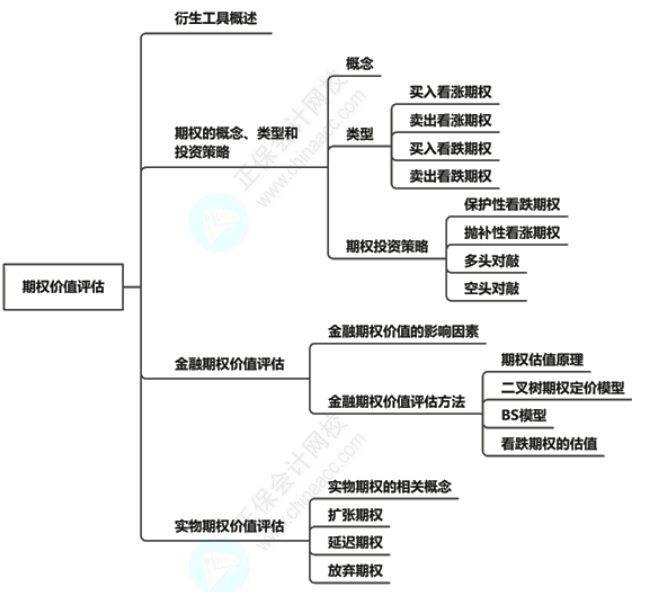 衍生工具概述
概念
买入看涨期权
卖出看涨期权
期权的概念、类型和
投资策略
类型
买入看跌期权
卖出看跌期权
保护性看跌期权
抛补性看涨期权
期权投资策略
多头对敲
空头对敲
期权价值评估
金融期权价值的影响因素
金融期权价值评估
期权估值原理
二叉树期权定价模型
金融期权价值评估方法
BS模型
看跌期权的估值
实物期权的相关概念
扩张期权
实物期权价值评估
延迟期权
放弃期权
正保会计网校
www.chinaacc.com
正保会计网校
www.chinaacc.com